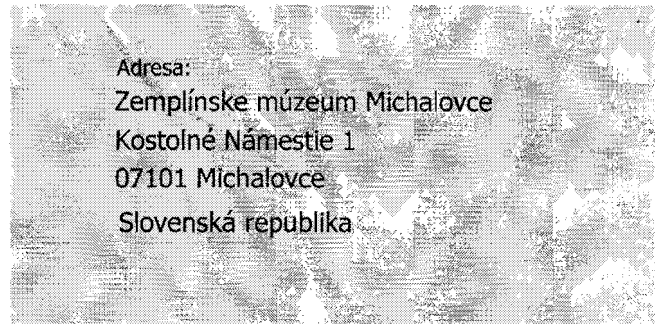 Adresa:
Zemplínske múzeum Michalovce
Kostolné Námestie 1
07101 Michalovce
Slovenská republika